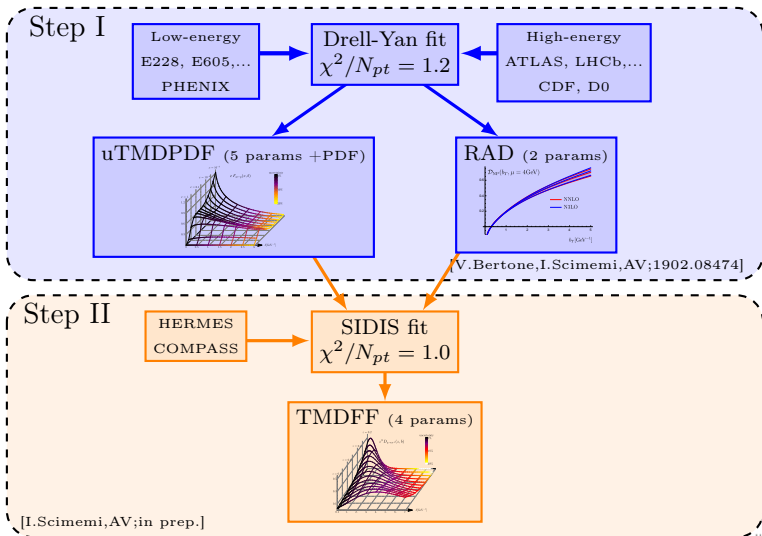 Step I
Low-energy
E228, E605,...
PHENIX
Drell-Yan fit
χ²/N_pt = 1.2
High-energy
ATLAS, LHCb,...
CDF, D0
uTMDPDF (5 params +PDF)
RAD (2 params)
NNLO
N3LO
[V.Bertone,I.Scimemi,AV;1902.08474]
Step II
HERMES
COMPASS
SIDIS fit
χ²/N_pt = 1.0
TMDFF (4 params)
[I.Scimemi,AV;in prep.]